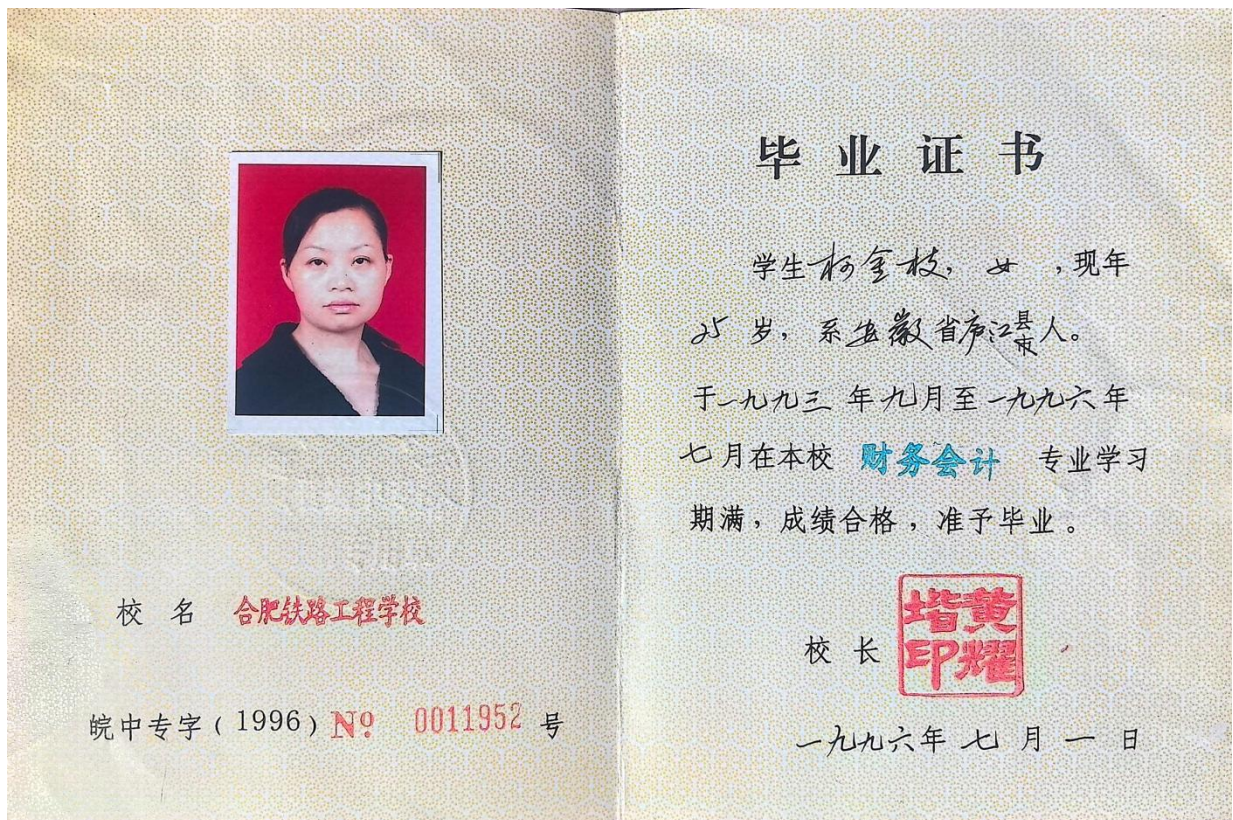 校名 合肥铁路工程学校
皖中专字(1996)No: 0011952 号
毕业证书
学生柯金枝,女,现年
25岁,系安徽省庐江县市人。
于一九九三年九月至一九九六年
七月在本校 财务会计 专业学习
期满,成绩合格,准予毕业。
校长 黄耀堦印
一九九六年七月一日